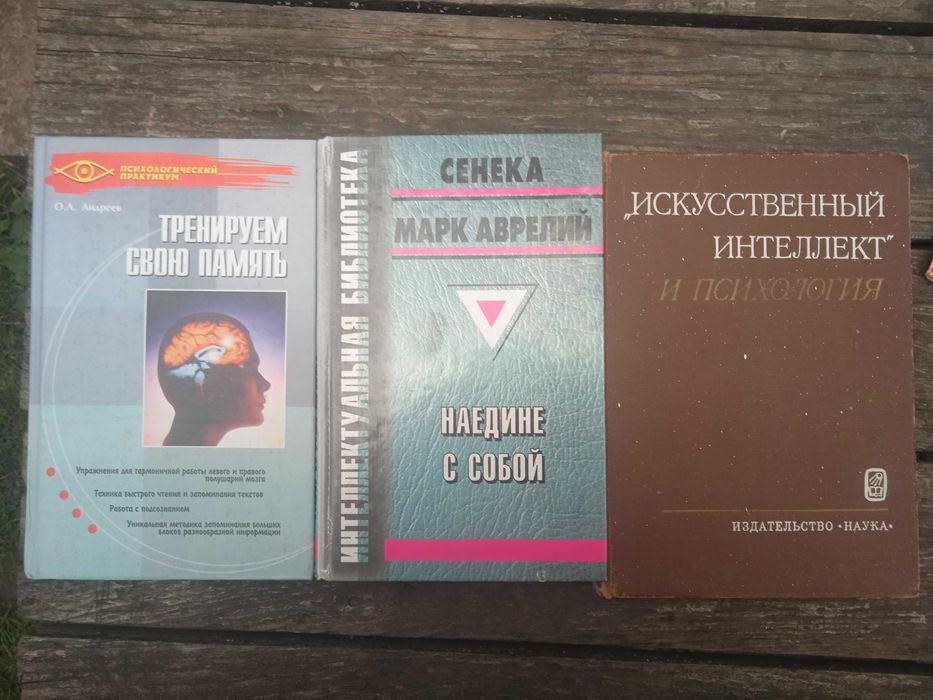 ПСИХОЛОГИЧЕСКИЙ
ПРАКТИКУМ
О.А. Андреев
ТРЕНИРУЕМ
СВОЮ ПАМЯТЬ
Упражнения для гармоничной работы левого и правого
полушарий мозга
Техника быстрого чтения и запоминания текстов
Работа с подсознанием
Уникальная методика запоминания больших
блоков разнообразной информации
ИНТЕЛЛЕКТУАЛЬНАЯ БИБЛИОТЕКА
СЕНЕКА
МАРК АВРЕЛИЙ
НАЕДИНЕ
С СОБОЙ
„ИСКУССТВЕННЫЙ
ИНТЕЛЛЕКТ"
И ПСИХОЛОГИЯ
ИЗДАТЕЛЬСТВО «НАУКА»